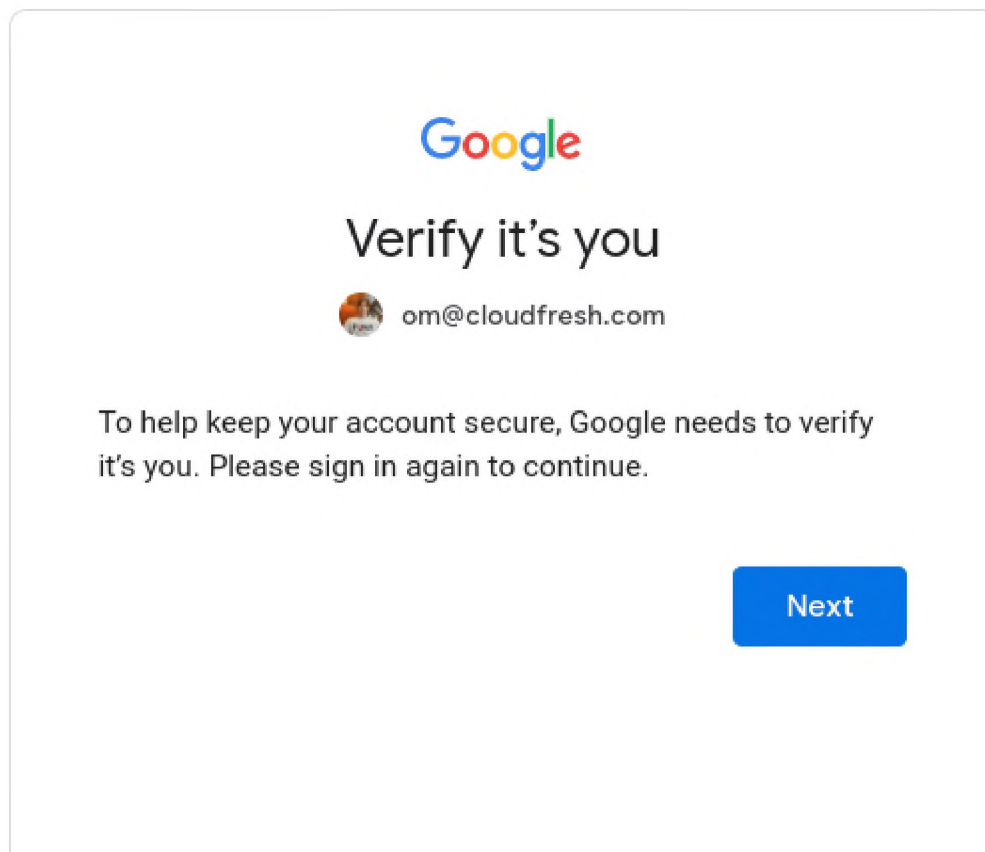 Google
Verify it’s you
om@cloudfresh.com
To help keep your account secure, Google needs to verify
it’s you. Please sign in again to continue.
Next